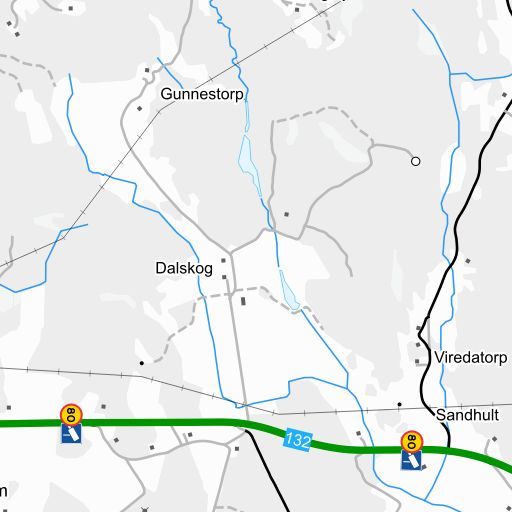 Gunnestorp
Dalskog
Viredatorp
Sandhult
80
80
132
m